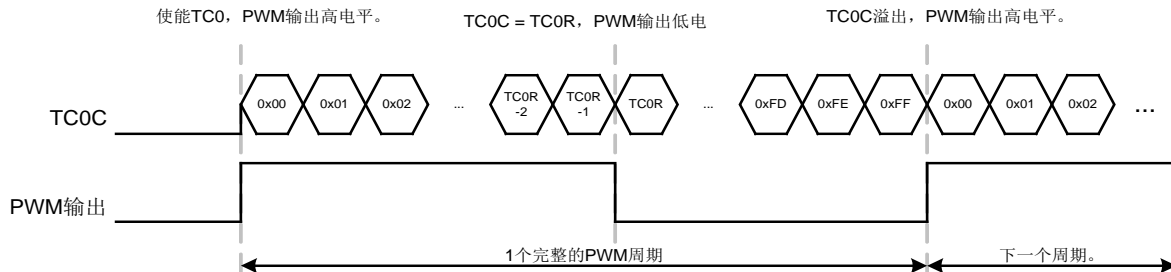 使能TC0，PWM输出高电平。
TC0C = TC0R，PWM输出低电
TC0C溢出，PWM输出高电平。
TC0C
0x00
0x01
0x02
...
TC0R
-2
TC0R
-1
TC0R
...
0xFD
0xFE
0xFF
0x00
0x01
0x02
...
PWM输出
1个完整的PWM周期
下一个周期。